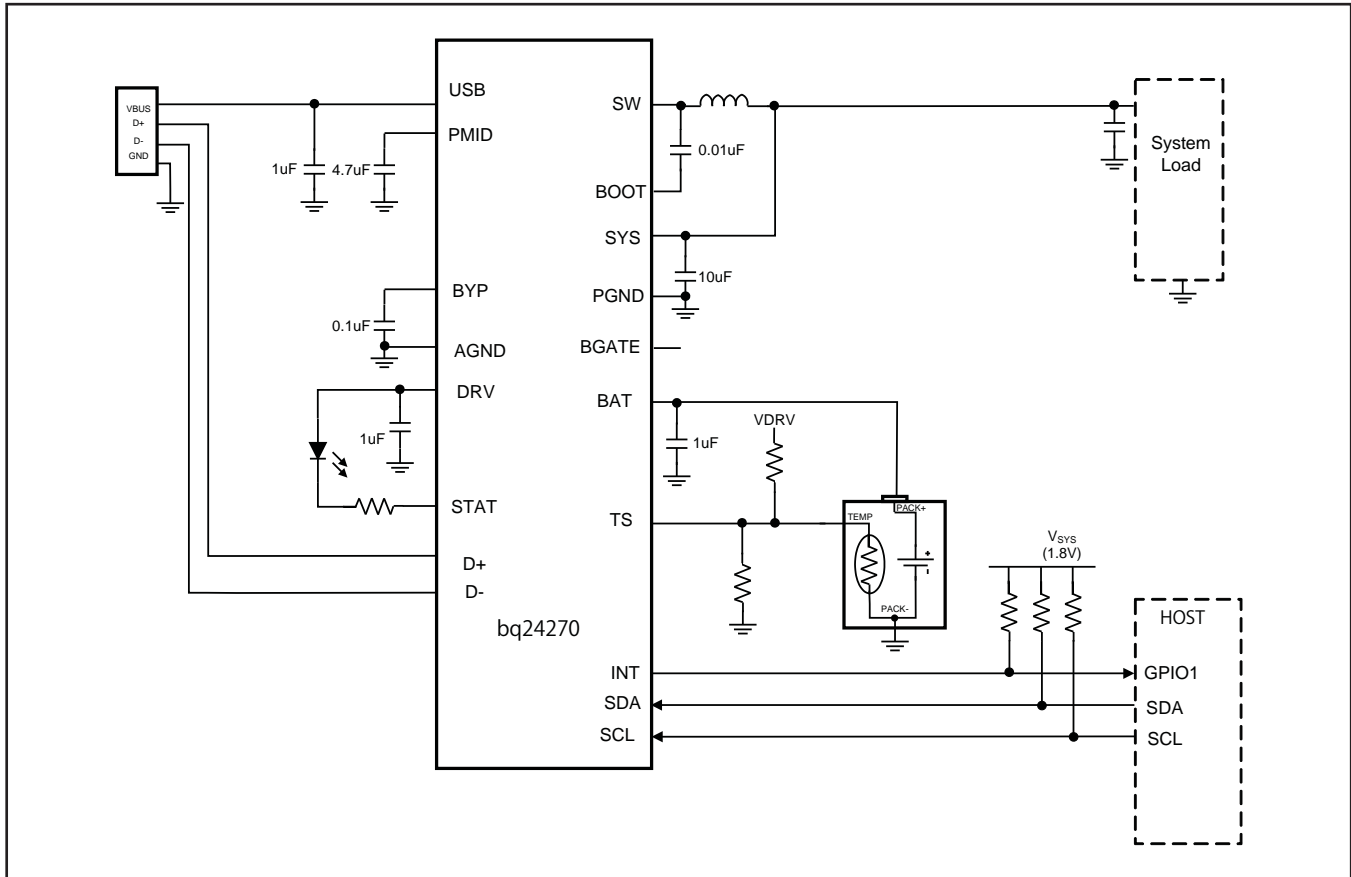 VBUS
D+
D-
GND
1uF
4.7uF
0.1uF
1uF
USB
PMID
BYP
AGND
DRV
STAT
D+
D-
bq24270
SW
BOOT
SYS
PGND
BGATE
BAT
TS
INT
SDA
SCL
0.01uF
10uF
1uF
VDRV
TEMP
PACK+
+
-
PACK-
System
Load
VSYS
(1.8V)
HOST
GPIO1
SDA
SCL